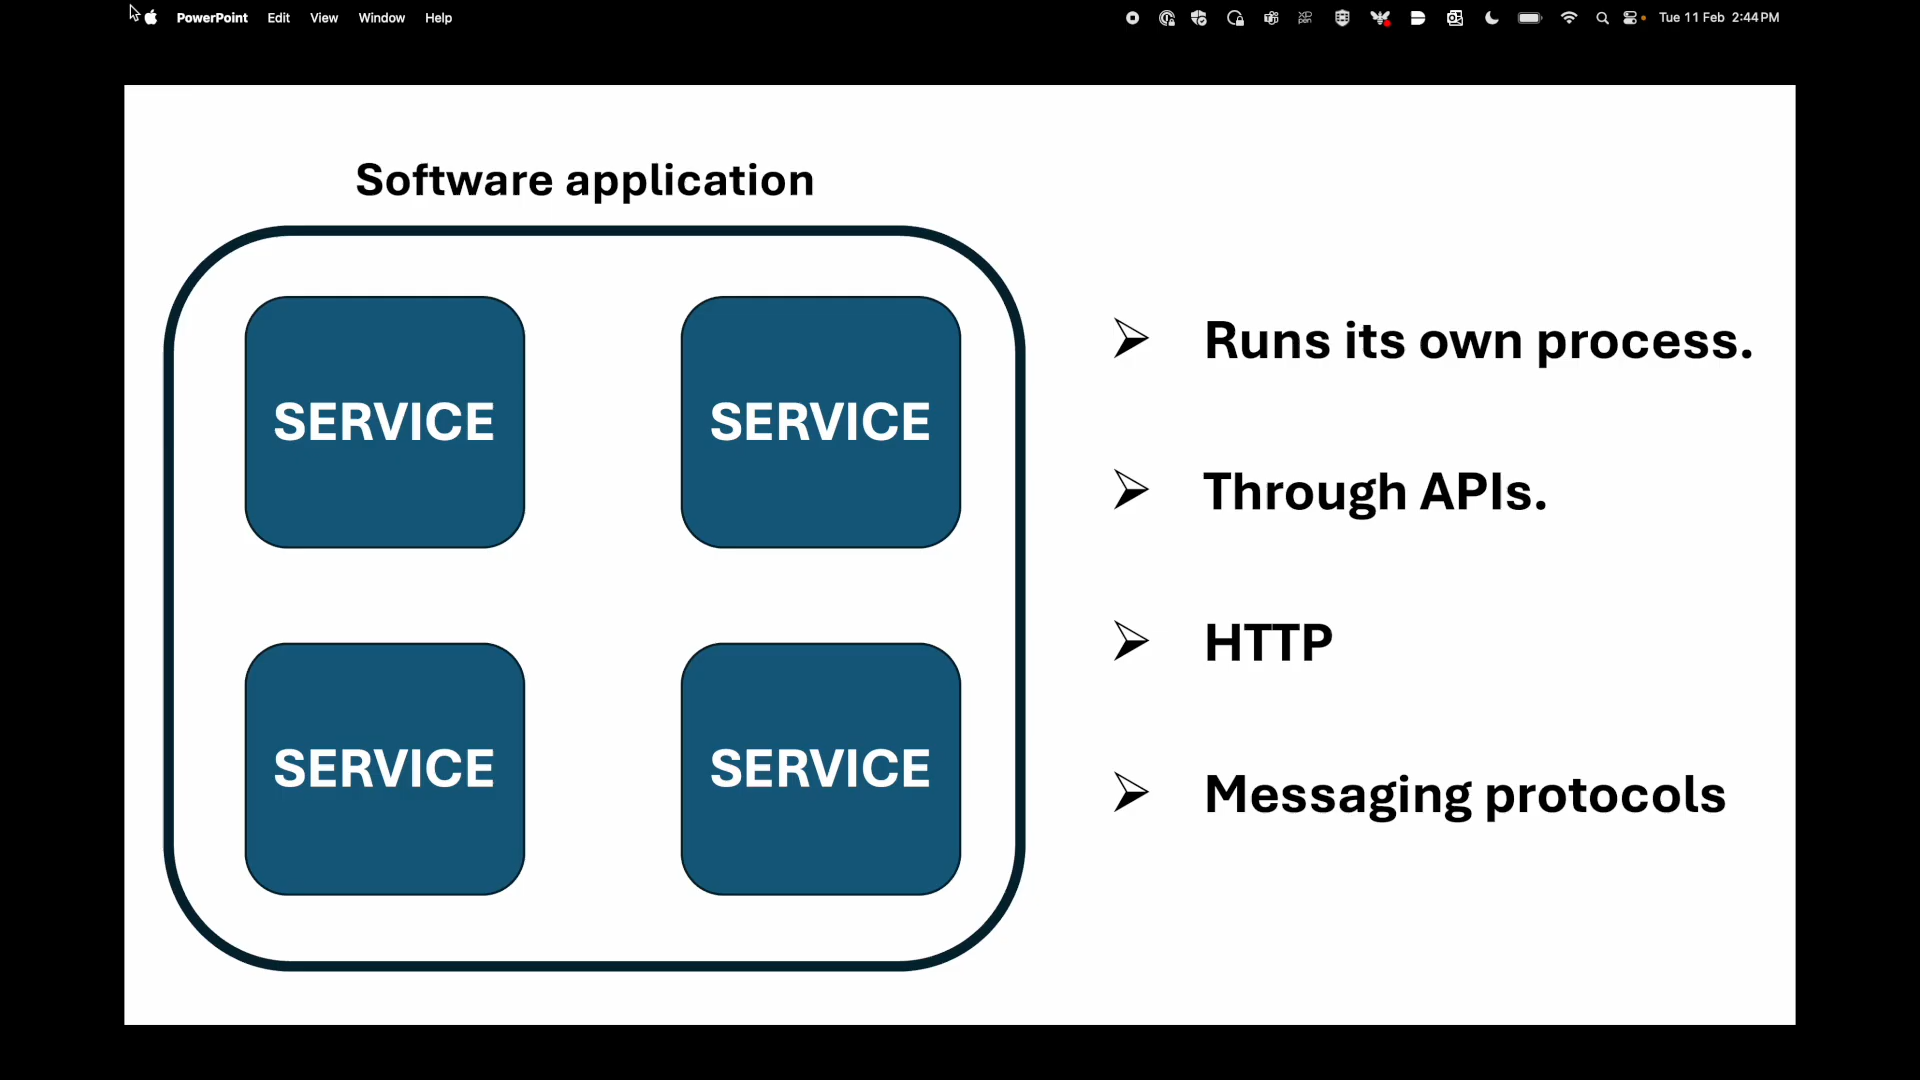 PowerPoint Edit View Window Help
Tue 11 Feb 2:44 PM
Software application
SERVICE
SERVICE
SERVICE
SERVICE
Runs its own process.
Through APIs.
HTTP
Messaging protocols